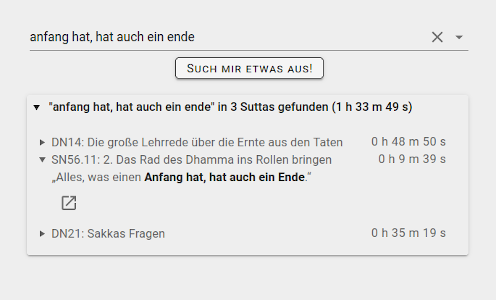 anfang hat, hat auch ein ende
SUCH MIR ETWAS AUS!
"anfang hat, hat auch ein ende" in 3 Suttas gefunden (1 h 33 m 49 s)
DN14: Die große Lehrrede über die Ernte aus den Taten 0 h 48 m 50 s
SN56.11: 2. Das Rad des Dhamma ins Rollen bringen 0 h 9 m 39 s
„Alles, was einen Anfang hat, hat auch ein Ende.“
DN21: Sakkas Fragen 0 h 35 m 19 s